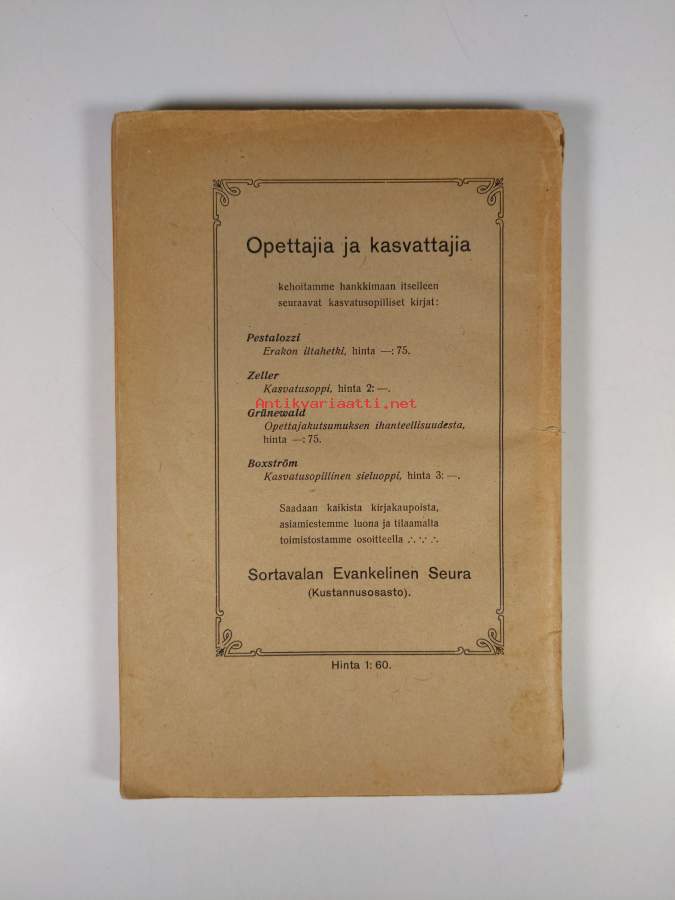 Opettajia ja kasvattajia
kehoitamme hankkimaan itselleen
seuraavat kasvatusopilliset kirjat:
Pestalozzi
Erakon iltahetki, hinta —: 75.
Zeller
Kasvatusoppi, hinta 2: —.
Antikyariaatti.net
Grünewald
Opettajakutsumuksen ihanteellisuudesta,
hinta —: 75.
Boxström
Kasvatusopillinen sieluoppi, hinta 3: —.
Saadaan kaikista kirjakaupoista,
asiamiestemme luona ja tilaamalla
toimistostamme osoitteella ∴ ∵ ∴
Sortavalan Evankelinen Seura
(Kustannusosasto).
Hinta 1: 60.